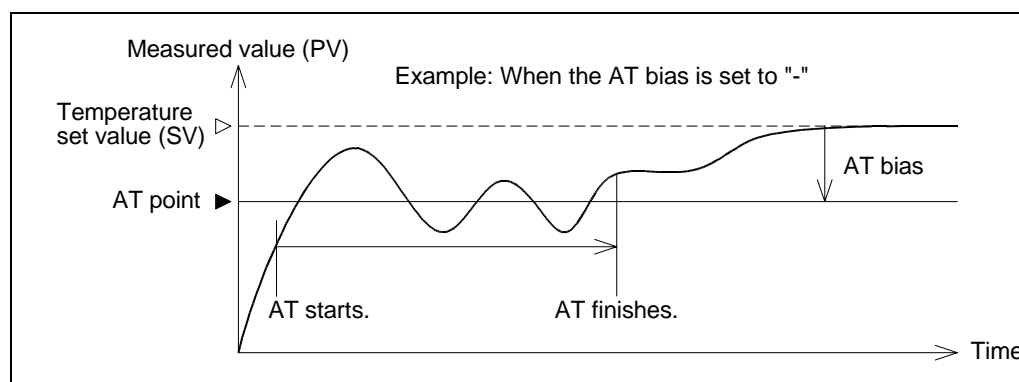 Measured value (PV)
Example: When the AT bias is set to "-"
Temperature
set value (SV)
AT bias
AT point
AT starts.
AT finishes.
Time